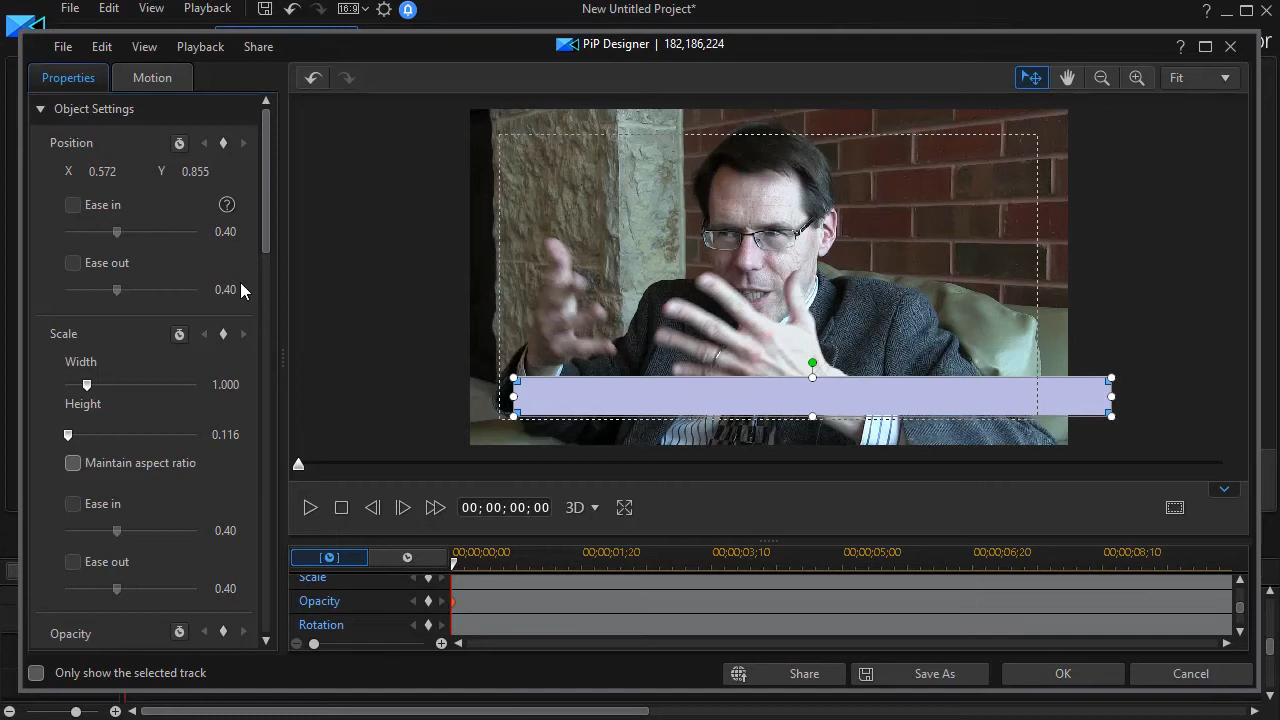 File Edit View Playback 16:9 New Untitled Project* ?
or
File Edit View Playback Share PiP Designer | 182,186,224 ?
Properties Motion Fit
Object Settings
Position
X 0.572 Y 0.855
Ease in ?
0.40
Ease out
0.40
Scale
Width
1.000
Height
0.116
Maintain aspect ratio
Ease in
0.40
Ease out
0.40
Opacity
00; 00; 00; 00 3D
00;00;00;00 00;00;01;20 00;00;03;10 00;00;05;00 00;00;06;20 00;00;08;10
Scale
Opacity
Rotation
Only show the selected track Share Save As OK Cancel